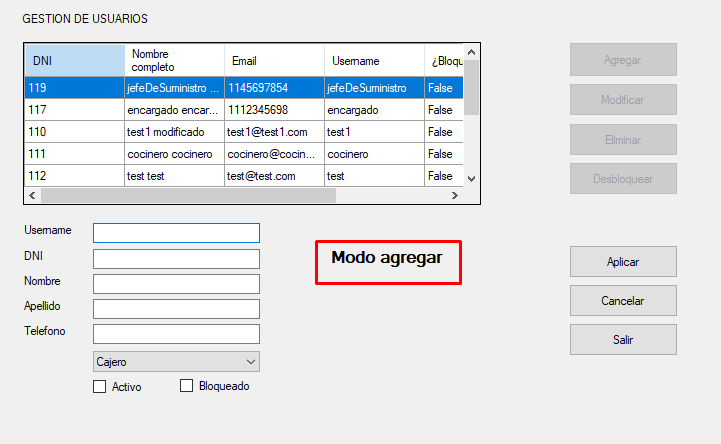 GESTION DE USUARIOS
DNI Nombre completo Email Username ¿Bloqu
119 jefeDeSuministro ... 1145697854 jefeDeSuministro False
117 encargado encar... 1112345698 encargado False
110 test1 modificado test1@test1.com test1 False
111 cocinero cocinero cocinero@cocin... cocinero False
112 test test test@test.com test False
Agregar
Modificar
Eliminar
Desbloquear
Username
DNI
Nombre
Apellido
Telefono
Cajero
Activo Bloqueado
Modo agregar
Aplicar
Cancelar
Salir